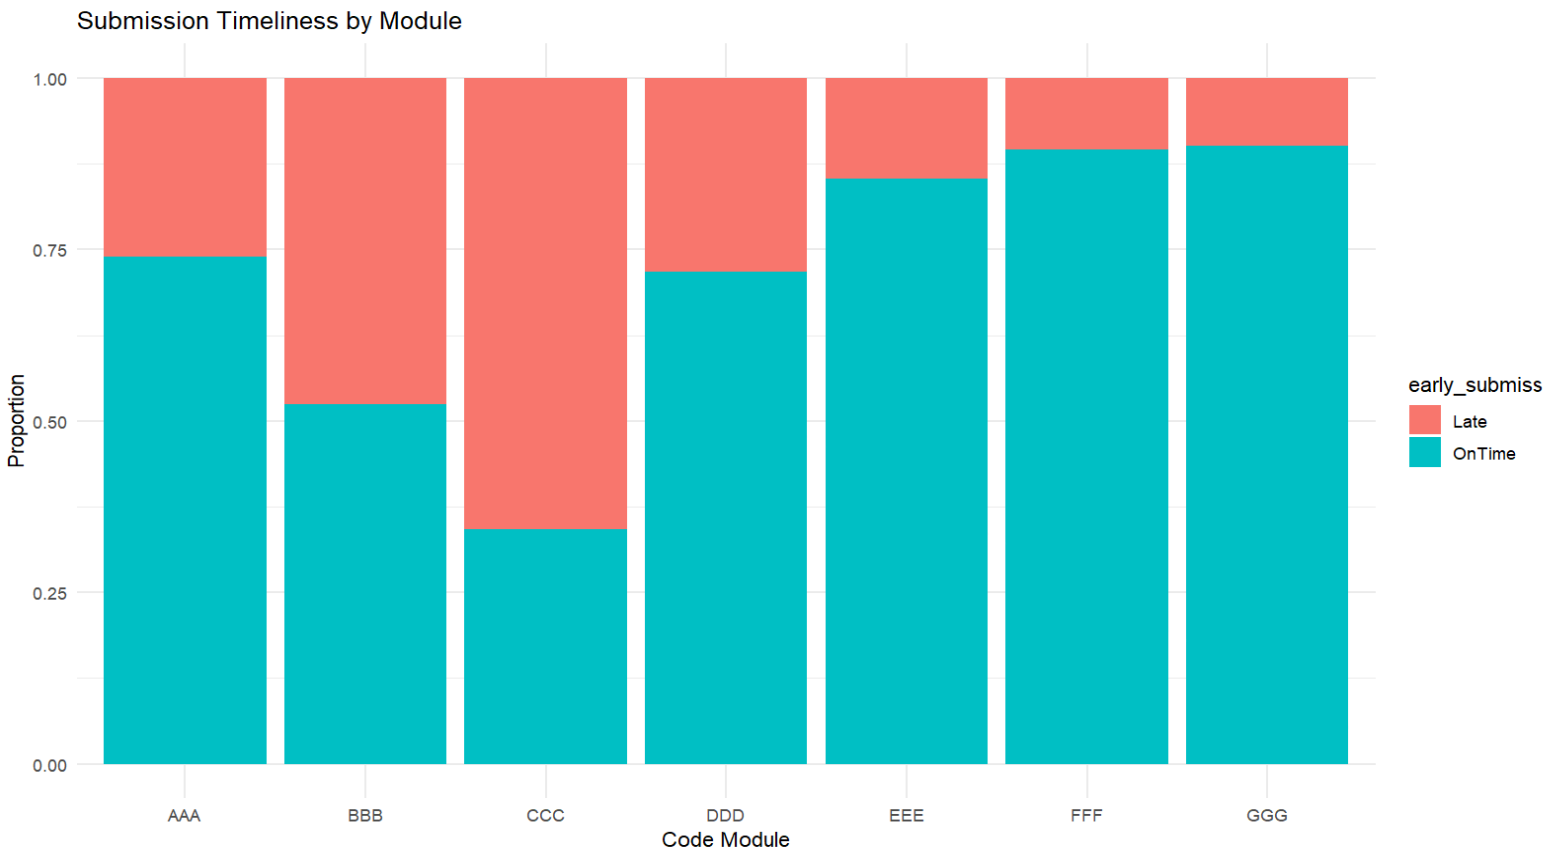 Submission Timeliness by Module
1.00
0.75
0.50
0.25
0.00
Proportion
AAA BBB CCC DDD EEE FFF GGG
Code Module
early_submiss
Late
OnTime